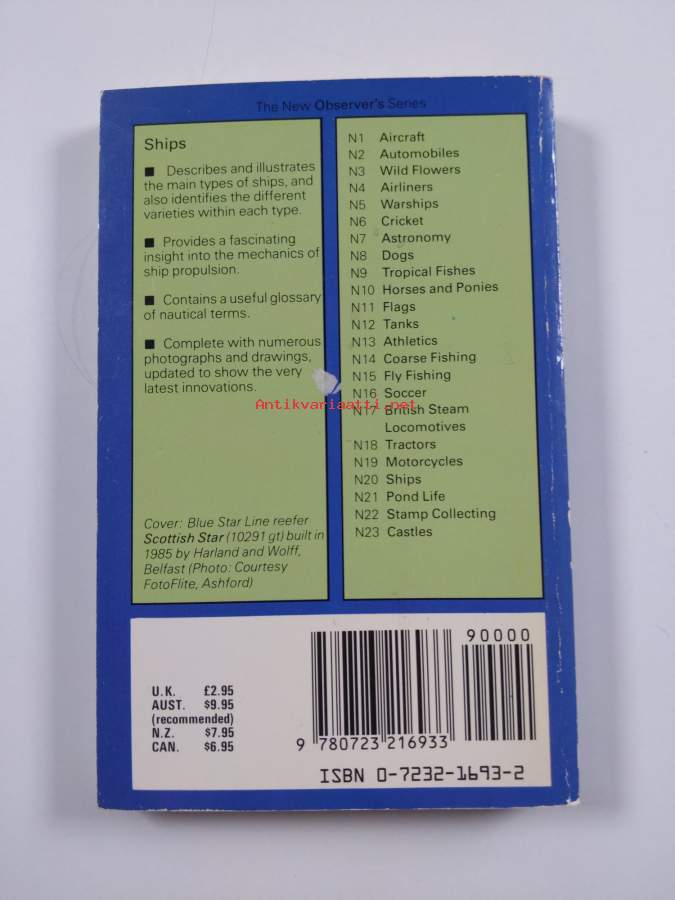 The New Observer's Series
Ships
■ Describes and illustrates
the main types of ships, and
also identifies the different
varieties within each type.
■ Provides a fascinating
insight into the mechanics of
ship propulsion.
■ Contains a useful glossary
of nautical terms.
■ Complete with numerous
photographs and drawings,
updated to show the very
latest innovations.
Cover: Blue Star Line reefer
Scottish Star (10291 gt) built in
1985 by Harland and Wolff,
Belfast (Photo: Courtesy
FotoFlite, Ashford)
N1 Aircraft
N2 Automobiles
N3 Wild Flowers
N4 Airliners
N5 Warships
N6 Cricket
N7 Astronomy
N8 Dogs
N9 Tropical Fishes
N10 Horses and Ponies
N11 Flags
N12 Tanks
N13 Athletics
N14 Coarse Fishing
N15 Fly Fishing
N16 Soccer
N17 British Steam
Locomotives
N18 Tractors
N19 Motorcycles
N20 Ships
N21 Pond Life
N22 Stamp Collecting
N23 Castles
Antikvariaatti.net
U.K. £2.95
AUST. $9.95
(recommended)
N.Z. $7.95
CAN. $6.95
90000
9 780723 216933
ISBN 0-7232-1693-2